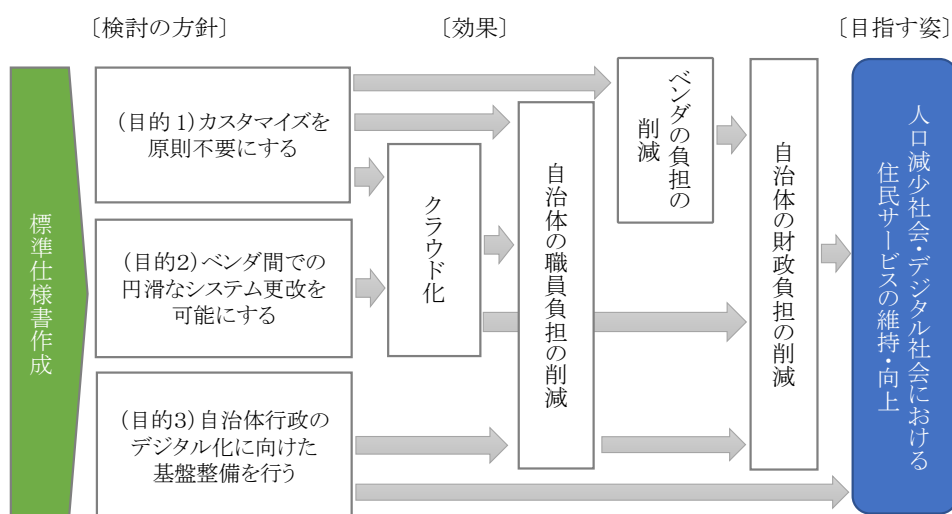 〔検討の方針〕
〔効果〕
〔目指す姿〕
標準仕様書作成
(目的1)カスタマイズを
原則不要にする
(目的2)ベンダ間での
円滑なシステム更改を
可能にする
(目的3)自治体行政の
デジタル化に向けた
基盤整備を行う
クラウド化
自治体の職員負担の削減
ベンダの負担の
削減
自治体の財政負担の削減
人口減少社会・デジタル社会における
住民サービスの維持・向上